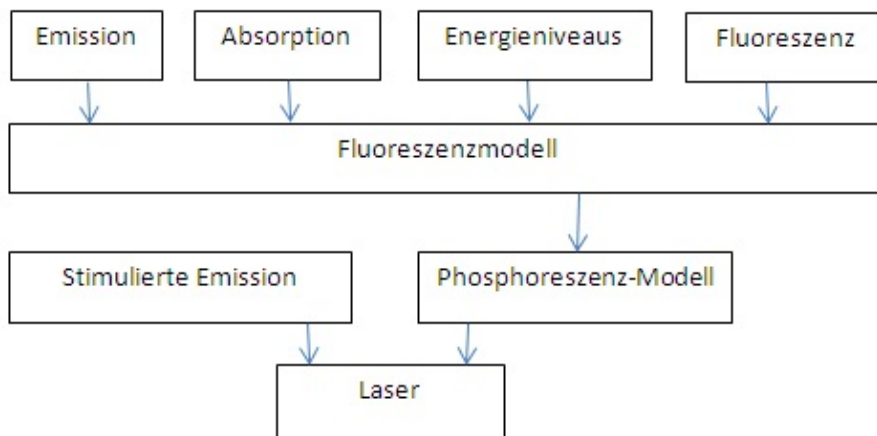 Emission
Absorption
Energieniveaus
Fluoreszenz
Fluoreszenzmodell
Stimulierte Emission
Phosphoreszenz-Modell
Laser